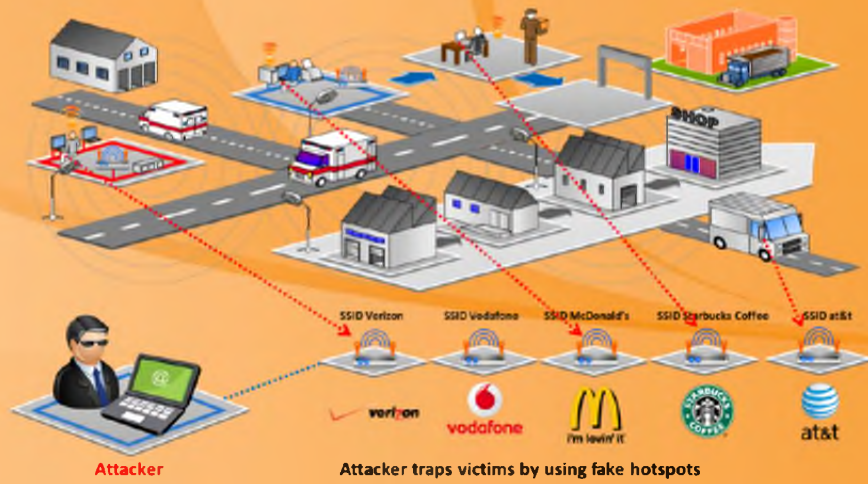 SHOP
SSID Verizon
SSID Vodafone
SSID McDonald's
SSID Starbucks Coffee
SSID at&t
verizon
vodafone
i'm lovin' it
STARBUCKS COFFEE
at&t
Attacker
Attacker traps victims by using fake hotspots